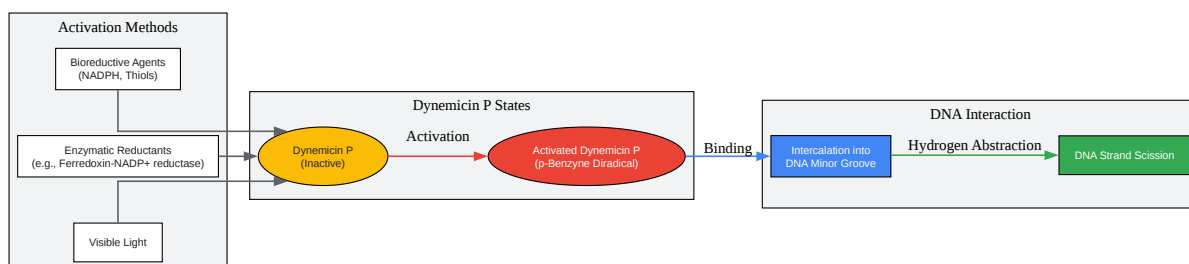 Activation Methods
Bioreductive Agents
(NADPH, Thiols)
Enzymatic Reductants
(e.g., Ferredoxin-NADP+ reductase)
Visible Light
Dynemicin P States
Dynemicin P
(Inactive)
Activation
Activated Dynemicin P
(p-Benzyne Diradical)
Binding
DNA Interaction
Intercalation into
DNA Minor Groove
Hydrogen Abstraction
DNA Strand Scission